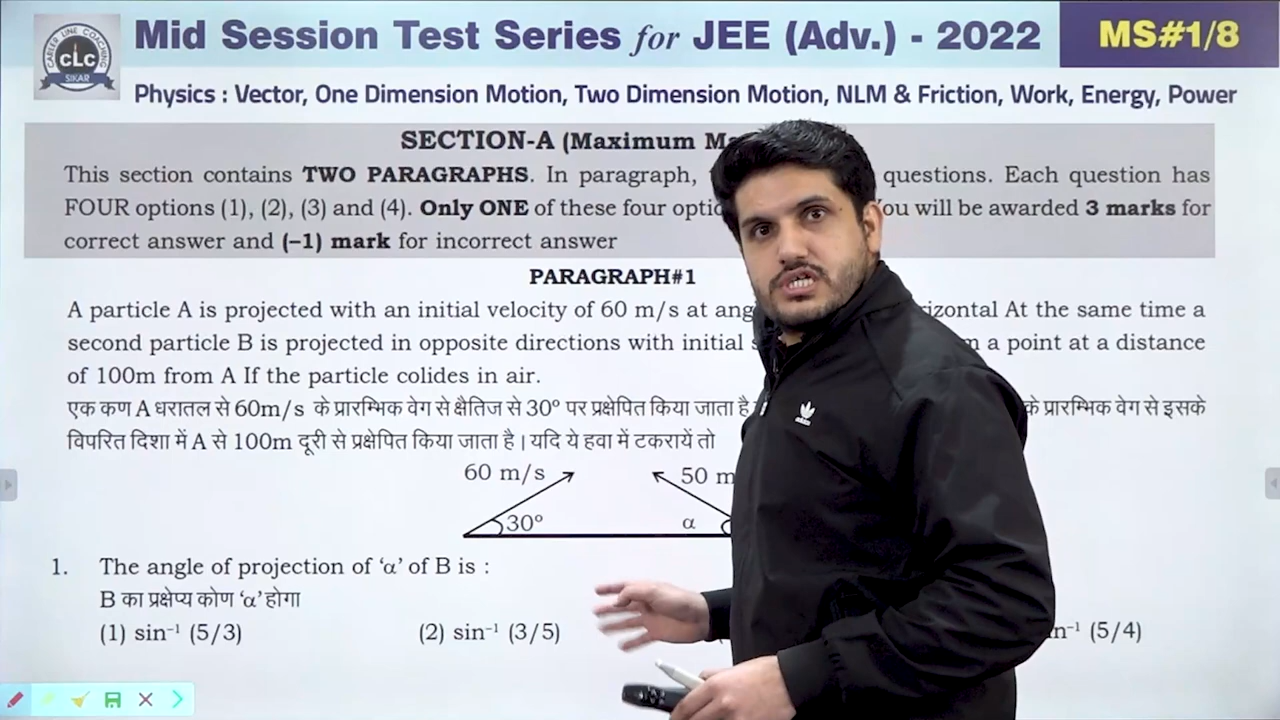 CAREER LINE COACHING
CLC
SIKAR
Mid Session Test Series for JEE (Adv.) - 2022
MS#1/8
Physics : Vector, One Dimension Motion, Two Dimension Motion, NLM & Friction, Work, Energy, Power
SECTION-A (Maximum
This section contains TWO PARAGRAPHS. In paragraph, questions. Each question has
FOUR options (1), (2), (3) and (4). Only ONE of these four You will be awarded 3 marks for
correct answer and (–1) mark for incorrect answer
PARAGRAPH#1
A particle A is projected with an initial velocity of 60 m/s at At the same time a
second particle B is projected in opposite directions with initial a point at a distance
of 100m from A If the particle colides in air.
एक कण A धरातल से 60m/s के प्रारम्भिक वेग से क्षैतिज से 30º पर प्रक्षेपित किया जाता है के प्रारम्भिक वेग से इसके
विपरित दिशा में A से 100m दूरी से प्रक्षेपित किया जाता है। यदि ये हवा में टकरायें तो
60 m/s 50
30º α
1. The angle of projection of ‘α’ of B is :
B का प्रक्षेप्य कोण ‘α’ होगा
(1) sin⁻¹ (5/3) (2) sin⁻¹ (3/5) (5/4)
adidas